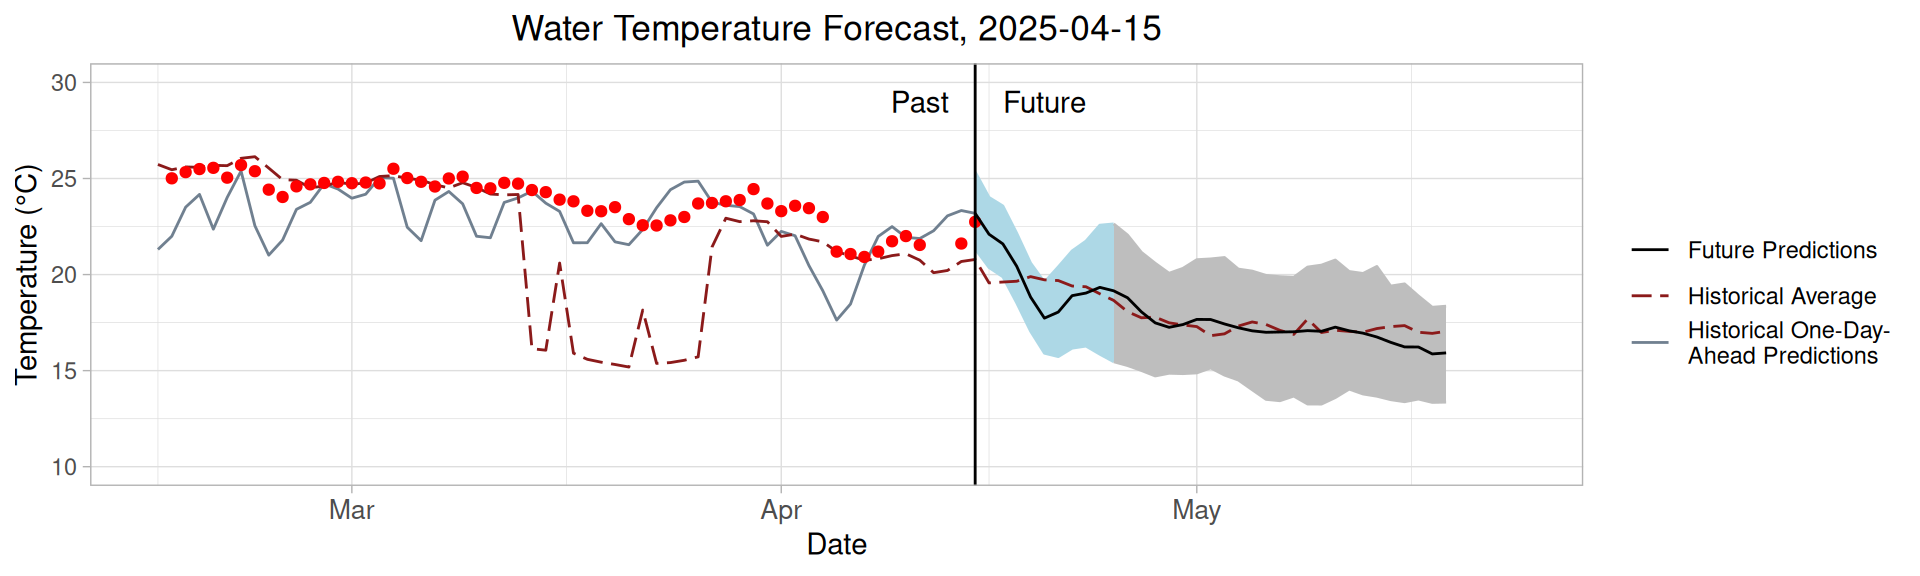 Water Temperature Forecast, 2025-04-15
30
25
20
15
10
Temperature (°C)
Past
Future
Mar
Apr
May
Date
Future Predictions
Historical Average
Historical One-Day-
Ahead Predictions